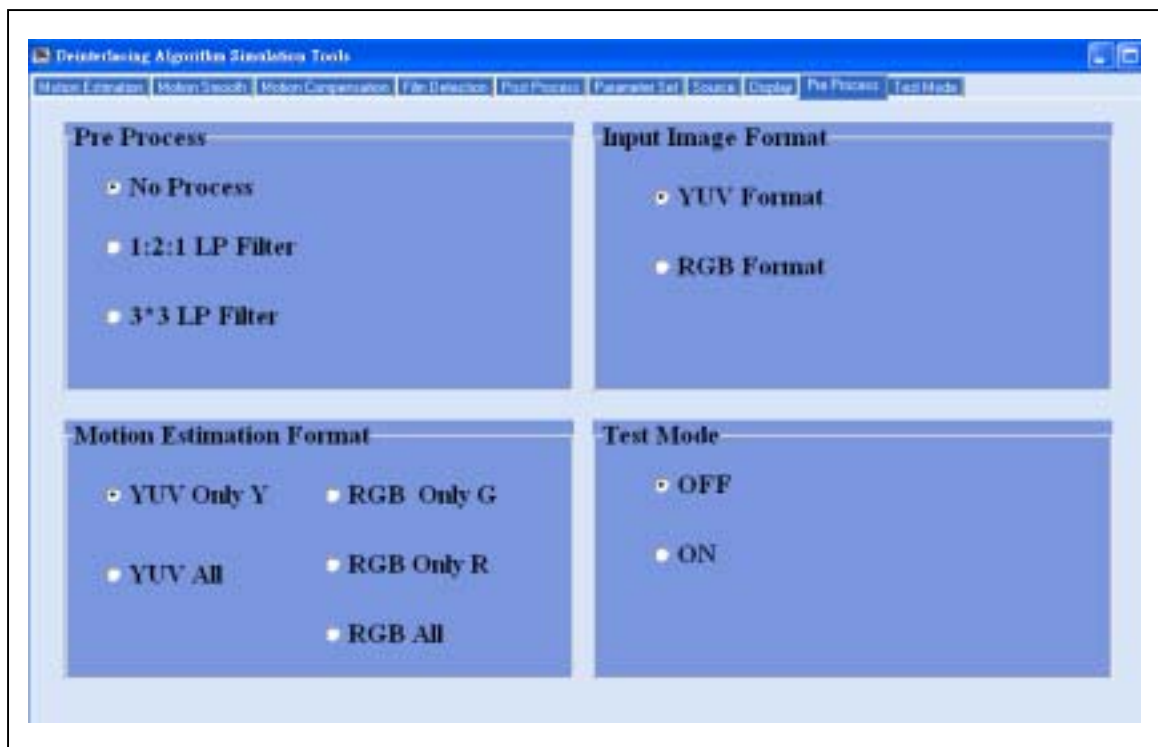 Deinterlacing Algorithm Simulation Tools
Motion Estimation Motion Smooth Motion Compensation Film Detection Post Process Parameter Set Source Display Pre Process Test Mode
Pre Process
No Process
1:2:1 LP Filter
3*3 LP Filter
Input Image Format
YUV Format
RGB Format
Motion Estimation Format
YUV Only Y
RGB Only G
YUV All
RGB Only R
RGB All
Test Mode
OFF
ON